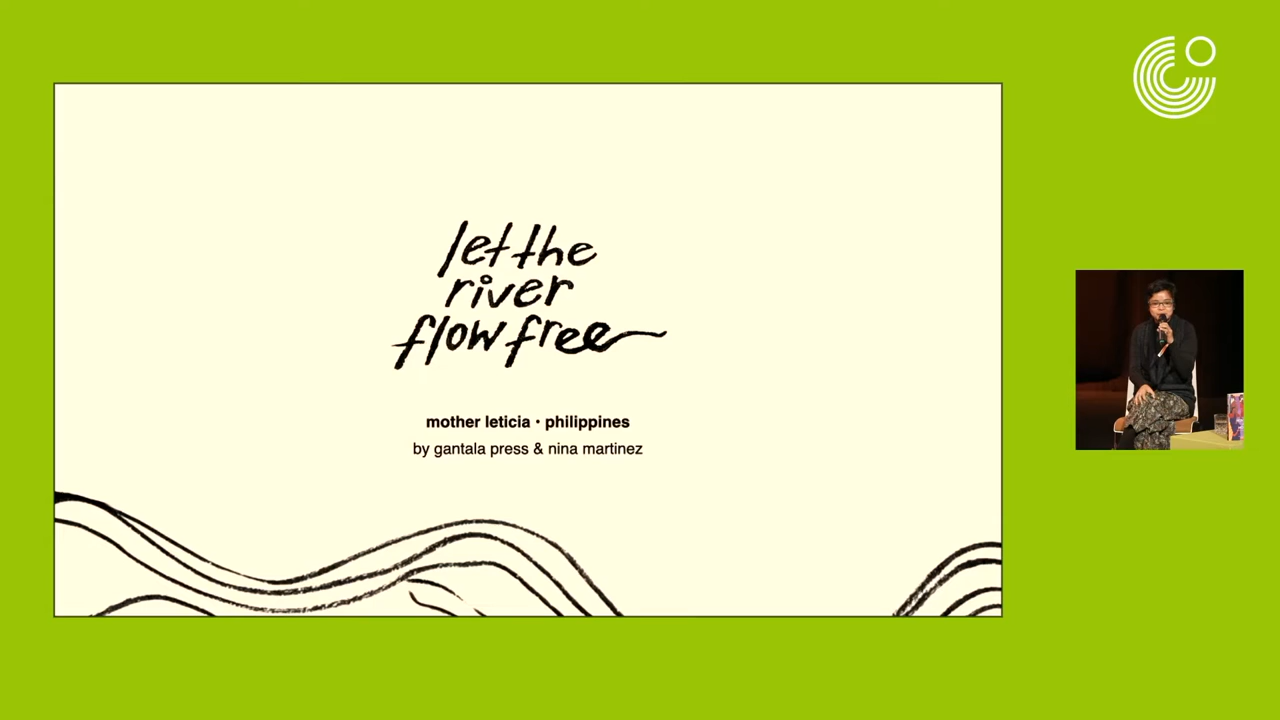 let the
river
flow free
mother leticia • philippines
by gantala press & nina martinez